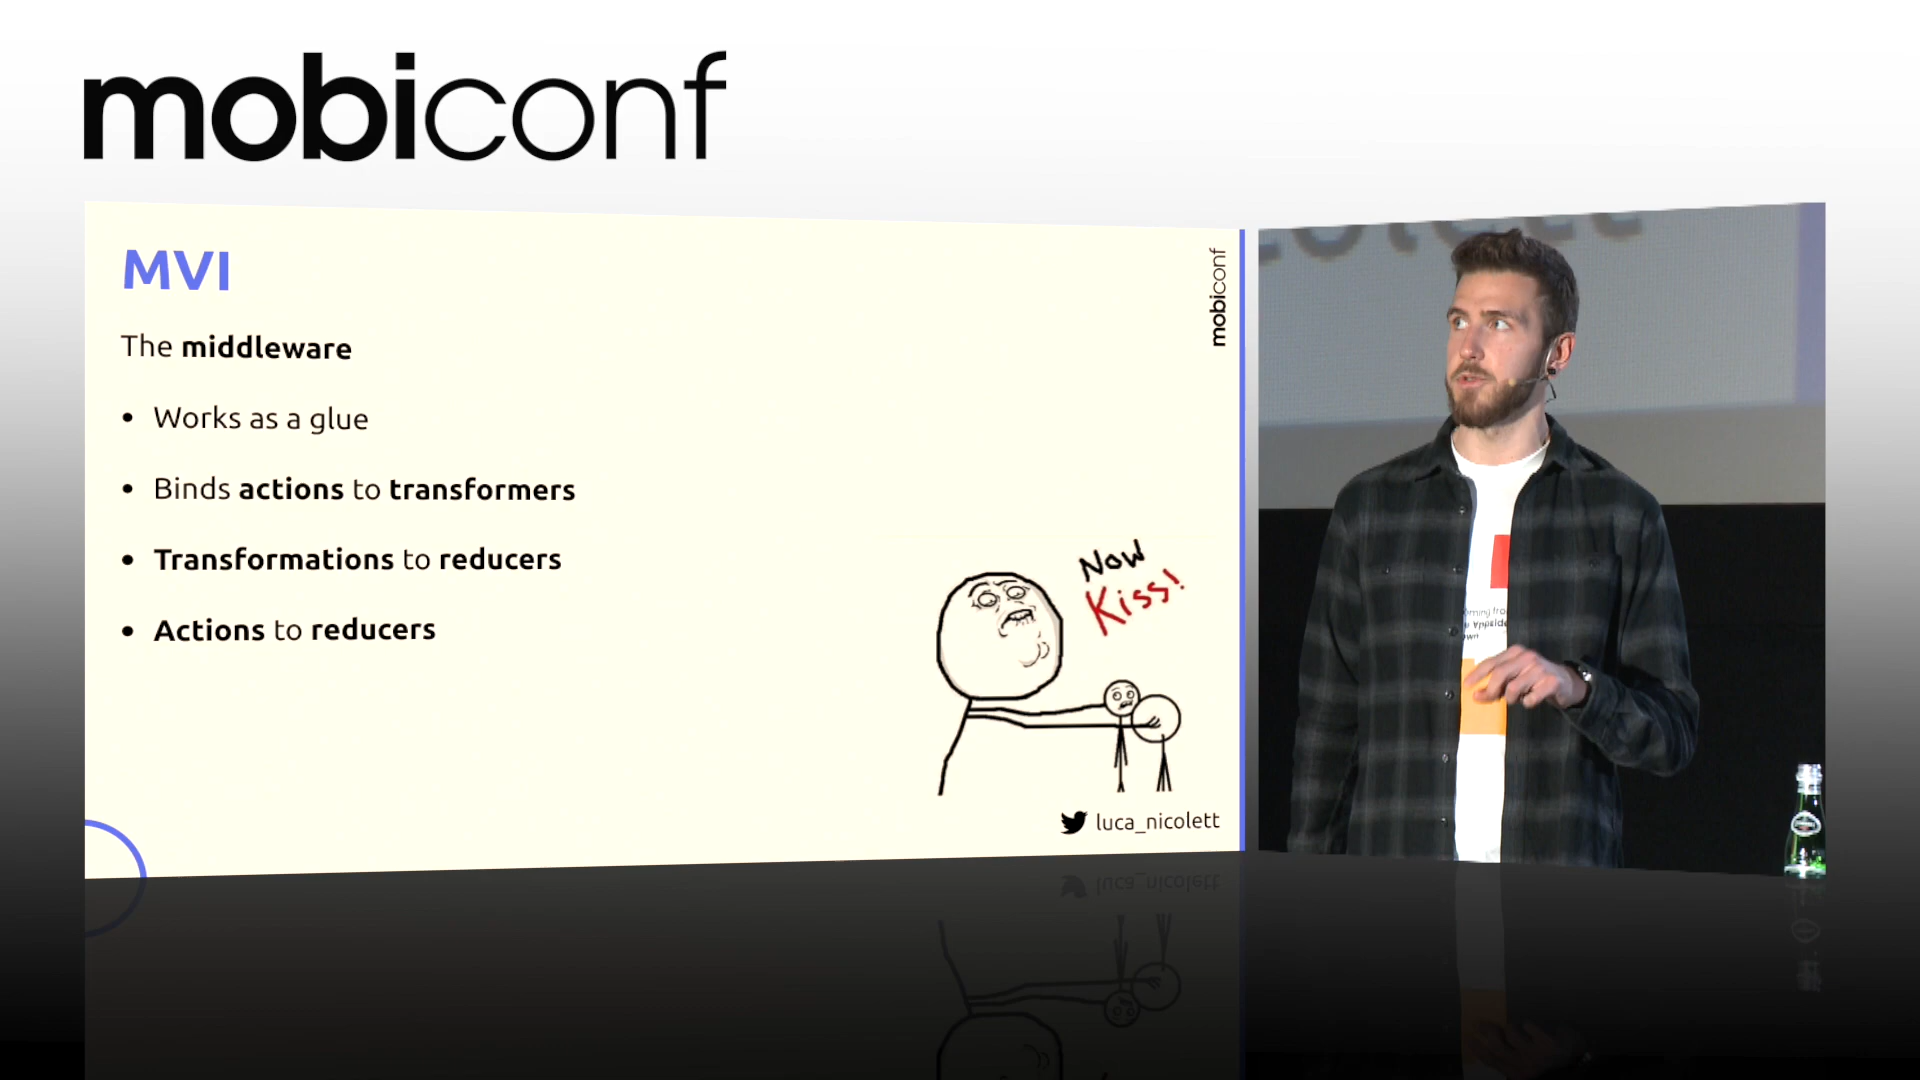 mobiconf
MVI
mobiconf
The middleware
• Works as a glue
• Binds actions to transformers
• Transformations to reducers
• Actions to reducers
Now
Kiss!
luca_nicolett
luca_nicolett